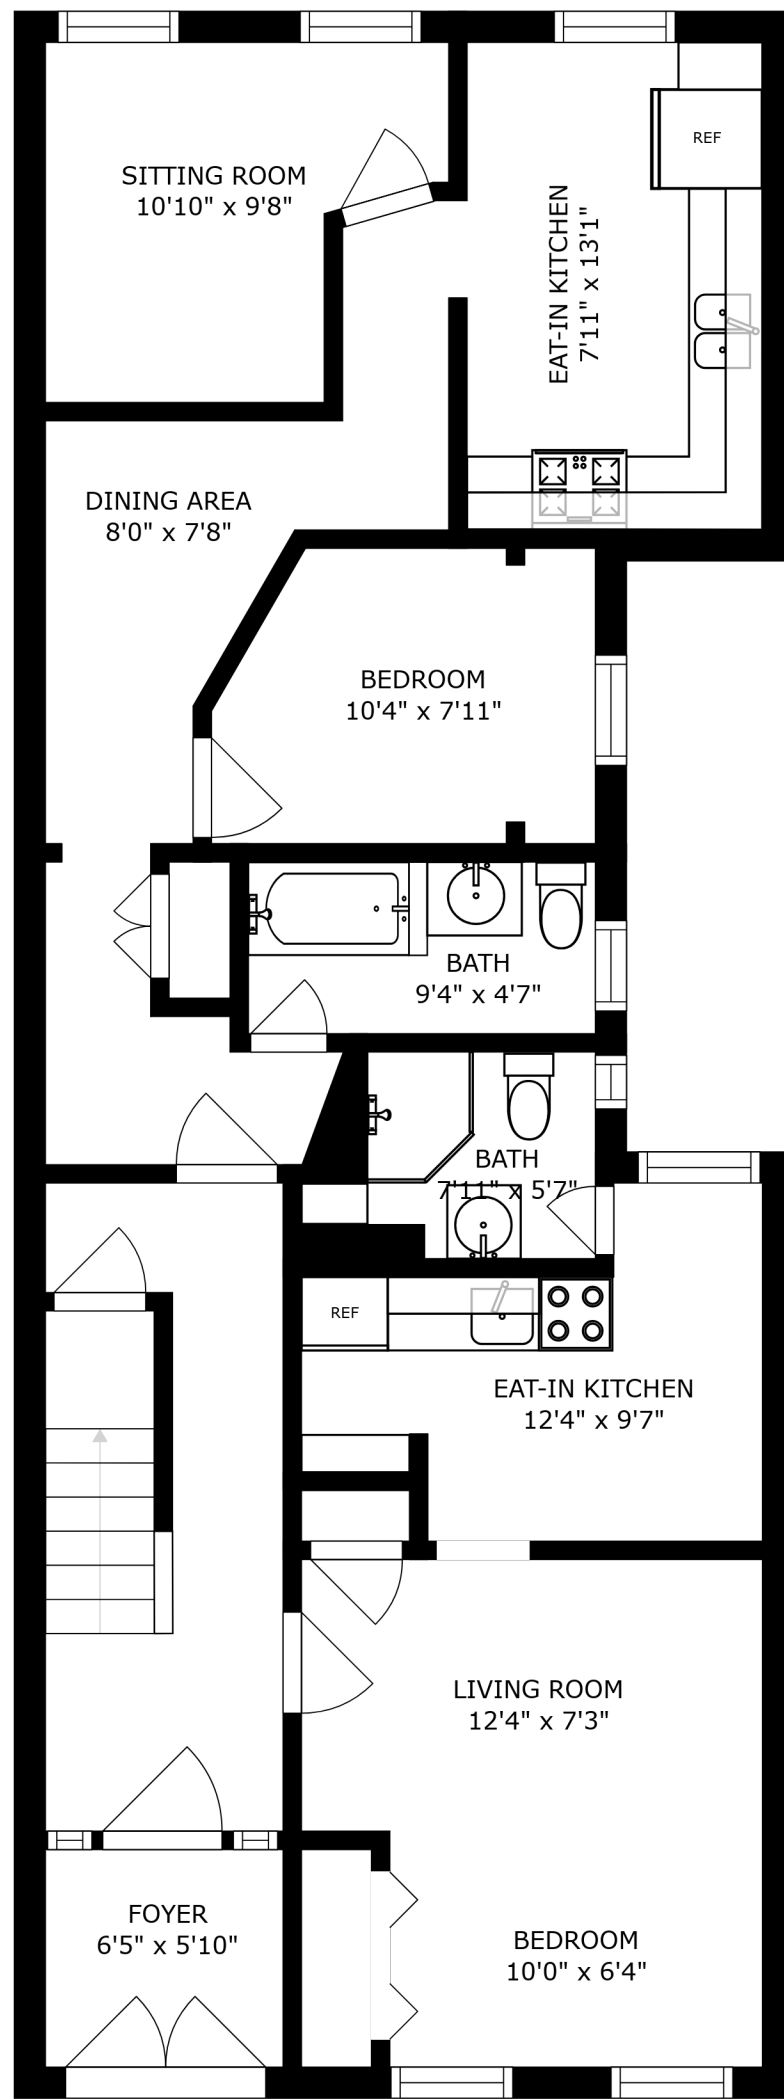 SITTING ROOM
10'10" x 9'8"
REF
EAT-IN KITCHEN
7'11" x 13'1"
DINING AREA
8'0" x 7'8"
BEDROOM
10'4" x 7'11"
BATH
9'4" x 4'7"
BATH
7'11" x 5'7"
REF
EAT-IN KITCHEN
12'4" x 9'7"
LIVING ROOM
12'4" x 7'3"
FOYER
6'5" x 5'10"
BEDROOM
10'0" x 6'4"